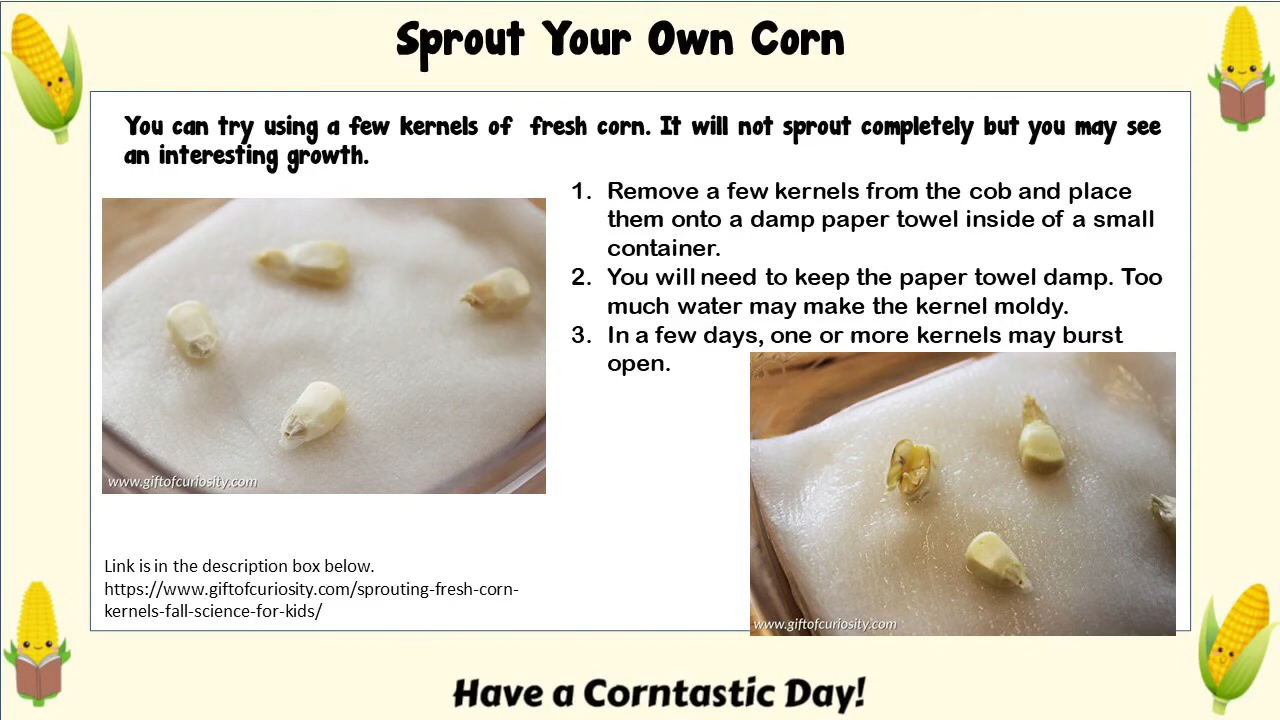 Sprout Your Own Corn
You can try using a few kernels of fresh corn. It will not sprout completely but you may see
an interesting growth.
1. Remove a few kernels from the cob and place
them onto a damp paper towel inside of a small
container.
2. You will need to keep the paper towel damp. Too
much water may make the kernel moldy.
3. In a few days, one or more kernels may burst
open.
www.giftofcuriosity.com
Link is in the description box below.
https://www.giftofcuriosity.com/sprouting-fresh-corn-
kernels-fall-science-for-kids/
www.giftofcuriosity.com
Have a Corntastic Day!